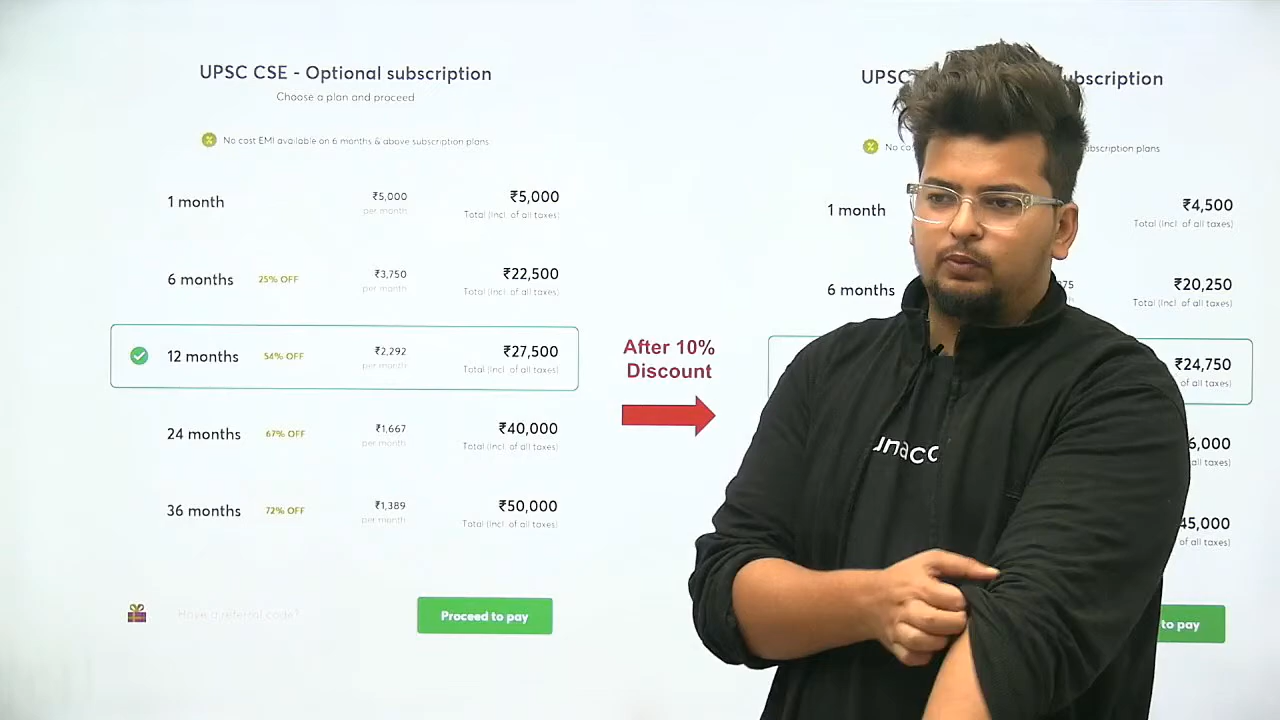 UPSC CSE - Optional subscription
Choose a plan and proceed
No cost EMI available on 6 months & above subscription plans
1 month ₹5,000 ₹5,000
per month Total (Incl. of all taxes)
6 months 25% OFF ₹3,750 ₹22,500
per month Total (Incl. of all taxes)
12 months 54% OFF ₹2,292 ₹27,500
per month Total (Incl. of all taxes)
24 months 67% OFF ₹1,667 ₹40,000
per month Total (Incl. of all taxes)
36 months 72% OFF ₹1,389 ₹50,000
per month Total (Incl. of all taxes)
Have a referral code?
Proceed to pay
After 10%
Discount
UPSC ubscription
No co ubscription plans
1 month ₹4,500
Total (Incl. of all taxes)
6 months ₹20,250
Total (Incl. of all taxes)
₹24,750
of all taxes)
6,000
of all taxes)
45,000
of all taxes)
to pay
unac